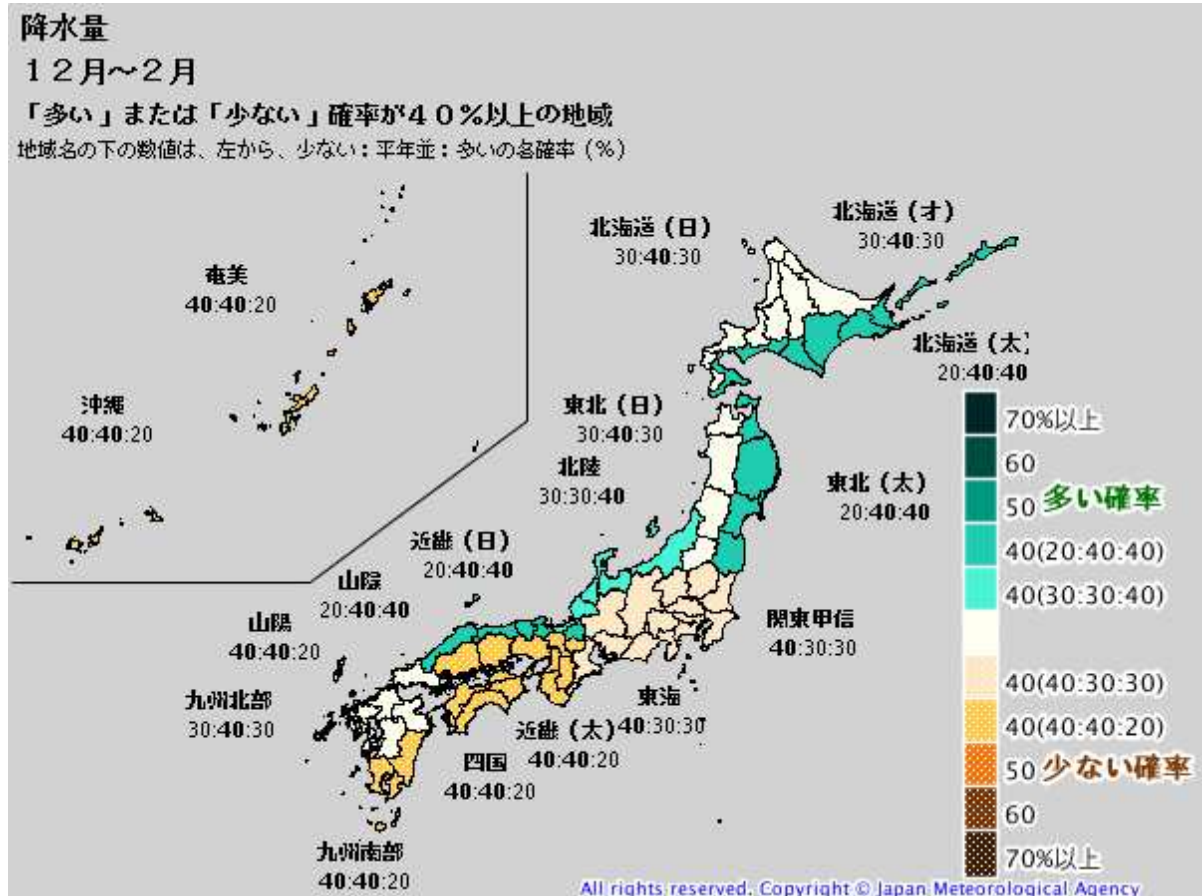 降水量
12月～2月
「多い」または「少ない」確率が40%以上の地域
地域名の下の数値は、左から、少ない：平年並：多いの各確率（%）
北海道（日）
30:40:30
北海道（オ）
30:40:30
奄美
40:40:20
北海道（太）
20:40:40
沖縄
40:40:20
東北（日）
30:40:30
北陸
30:30:40
東北（太）
20:40:40
近畿（日）
20:40:40
山陰
20:40:40
山陽
40:40:20
関東甲信
40:30:30
九州北部
30:40:30
東海
40:30:30
近畿（太）
40:40:20
四国
40:40:20
九州南部
40:40:20
70%以上
60
50 多い確率
40(20:40:40)
40(30:30:40)
40(40:30:30)
40(40:40:20)
50 少ない確率
60
70%以上
All rights reserved. Copyright © Japan Meteorological Agency